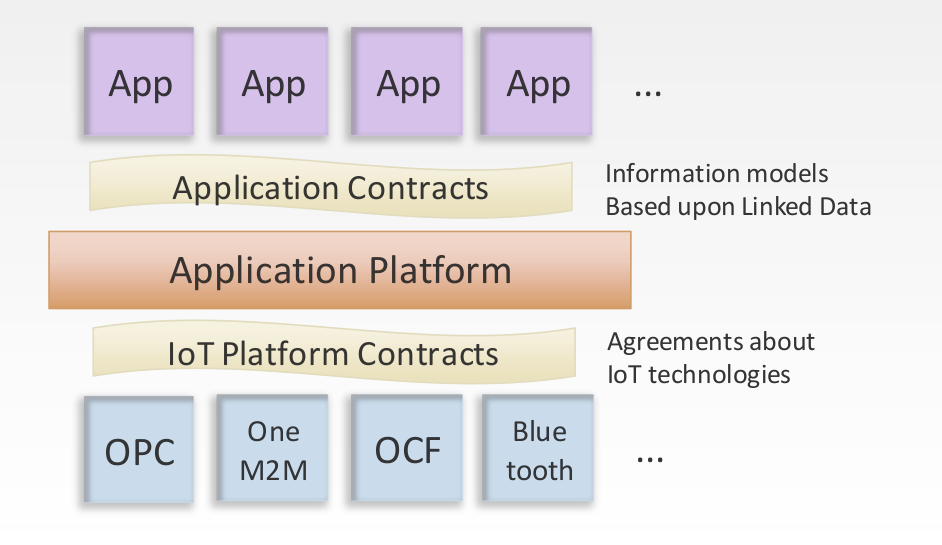 App App App App ...
Application Contracts
Information models
Based upon Linked Data
Application Platform
IoT Platform Contracts
Agreements about
IoT technologies
OPC
One
M2M
OCF
Blue
tooth
...